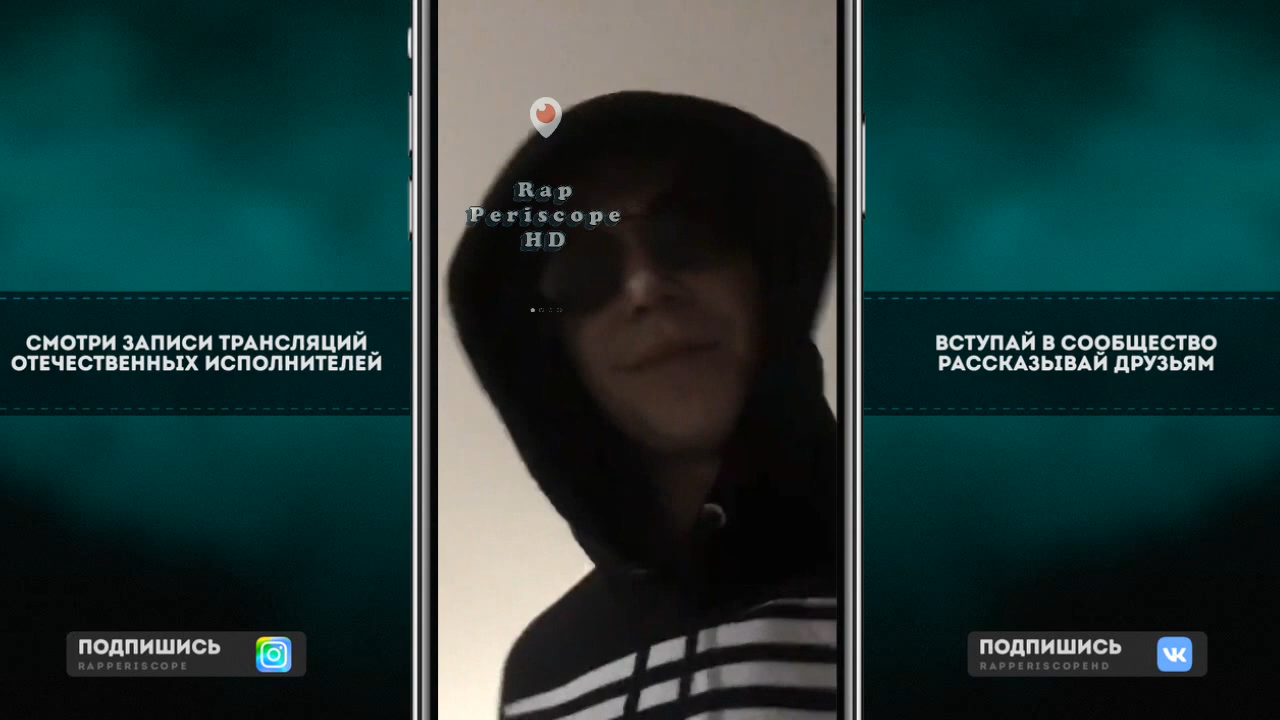 Rap
Periscope
HD
СМОТРИ ЗАПИСИ ТРАНСЛЯЦИЙ
ОТЕЧЕСТВЕННЫХ ИСПОЛНИТЕЛЕЙ
ВСТУПАЙ В СООБЩЕСТВО
РАССКАЗЫВАЙ ДРУЗЬЯМ
ПОДПИШИСЬ
RAPPERISCOPE
ПОДПИШИСЬ
RAPPERISCOPEHD